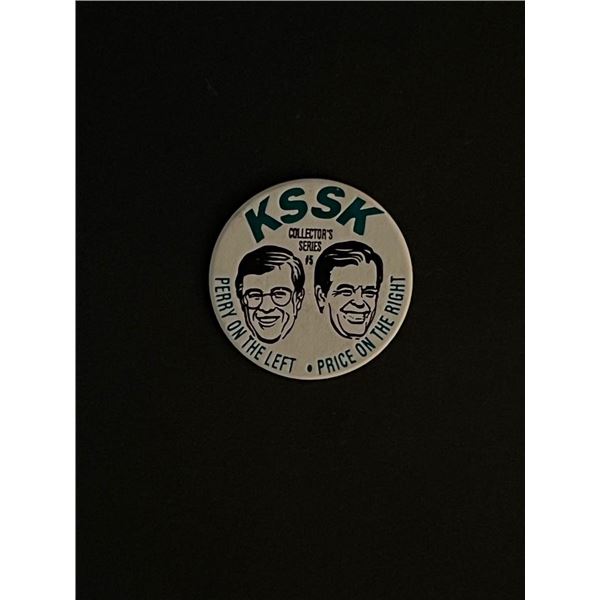 KSSK
COLLECTOR'S
SERIES
#5
PERRY ON THE LEFT • PRICE ON THE RIGHT